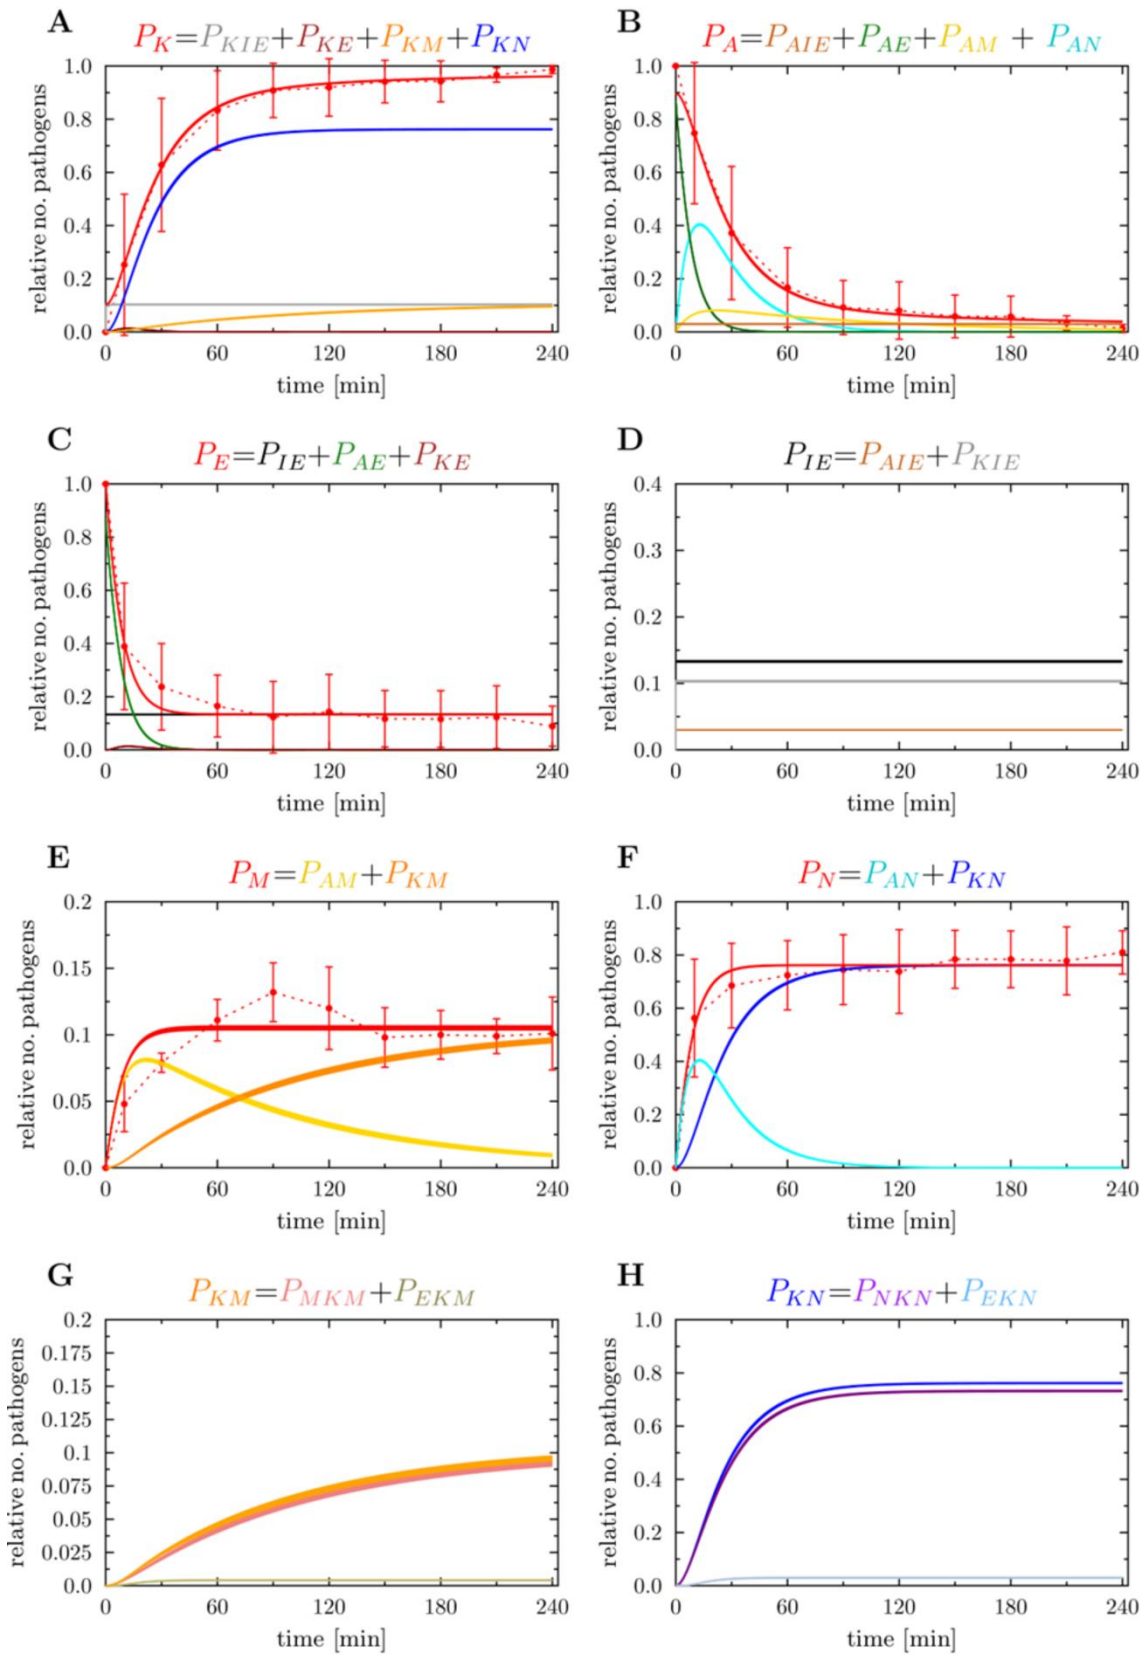 A
P_K=P_KIE+P_KE+P_KM+P_KN
relative no. pathogens
1.0
0.8
0.6
0.4
0.2
0.0
0 60 120 180 240
time [min]
B
P_A=P_AIE+P_AE+P_AM + P_AN
relative no. pathogens
1.0
0.8
0.6
0.4
0.2
0.0
0 60 120 180 240
time [min]
C
P_E=P_IE+P_AE+P_KE
relative no. pathogens
1.0
0.8
0.6
0.4
0.2
0.0
0 60 120 180 240
time [min]
D
P_IE=P_AIE+P_KIE
relative no. pathogens
0.4
0.3
0.2
0.1
0.0
0 60 120 180 240
time [min]
E
P_M=P_AM+P_KM
relative no. pathogens
0.2
0.15
0.1
0.05
0.0
0 60 120 180 240
time [min]
F
P_N=P_AN+P_KN
relative no. pathogens
1.0
0.8
0.6
0.4
0.2
0.0
0 60 120 180 240
time [min]
G
P_KM=P_MKM+P_EKM
relative no. pathogens
0.2
0.175
0.15
0.125
0.1
0.075
0.05
0.025
0.0
0 60 120 180 240
time [min]
H
P_KN=P_NKN+P_EKN
relative no. pathogens
1.0
0.8
0.6
0.4
0.2
0.0
0 60 120 180 240
time [min]